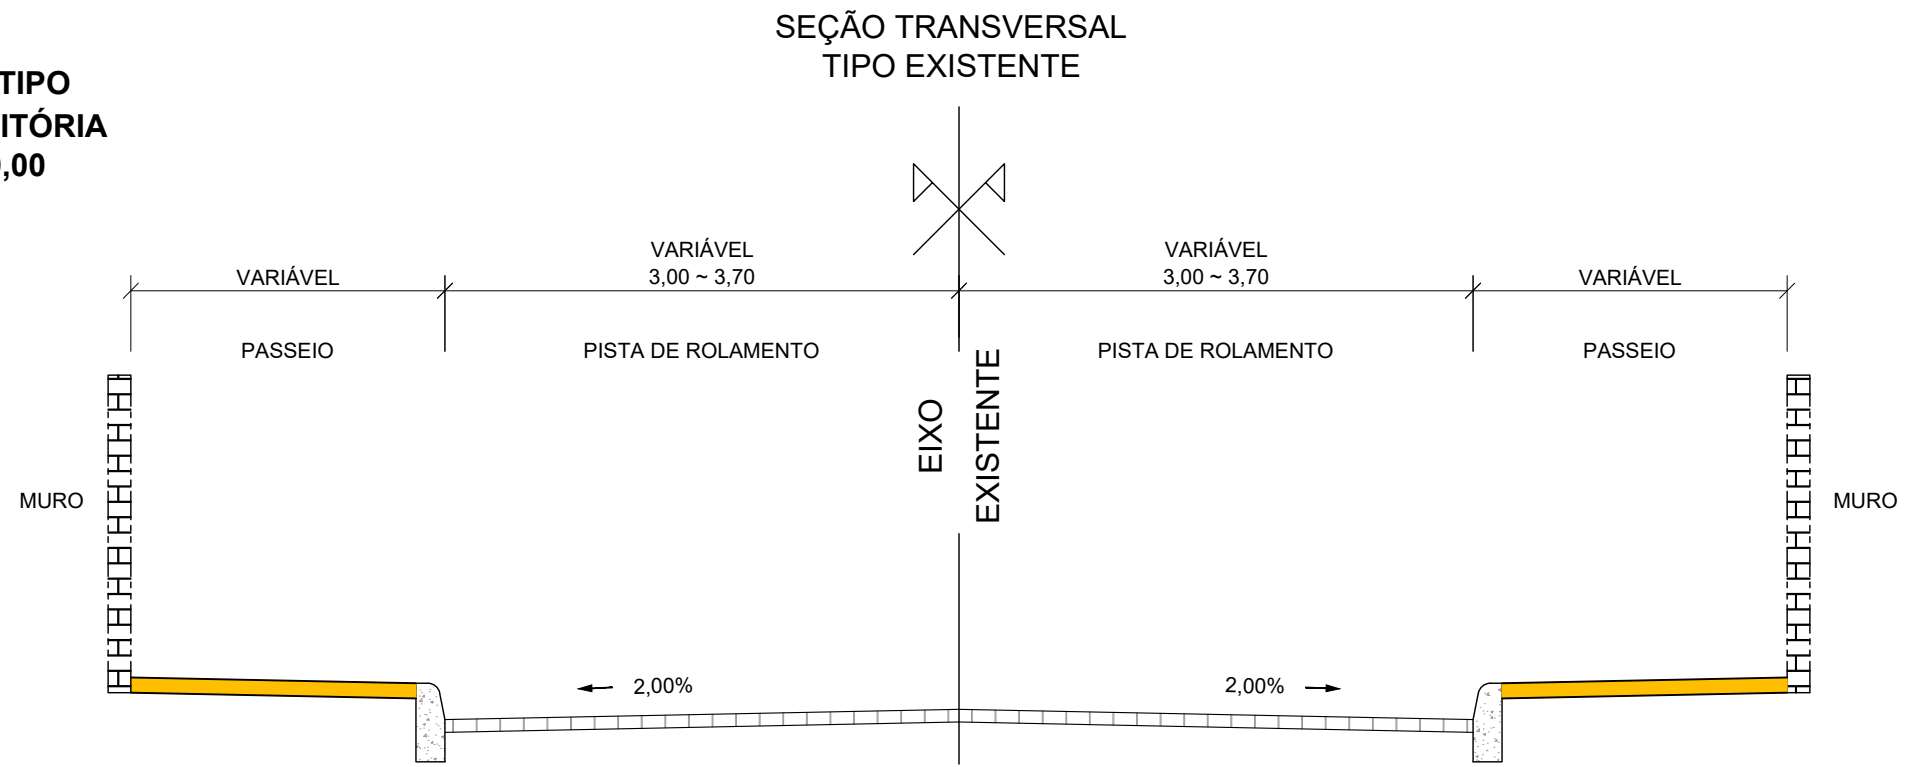 SEÇÃO TRANSVERSAL
TIPO EXISTENTE
TIPO
ITÓRIA
,00
VARIÁVEL
VARIÁVEL
3,00 ~ 3,70
VARIÁVEL
3,00 ~ 3,70
VARIÁVEL
PASSEIO
PISTA DE ROLAMENTO
PISTA DE ROLAMENTO
PASSEIO
EIXO
EXISTENTE
MURO
MURO
2,00%
2,00%